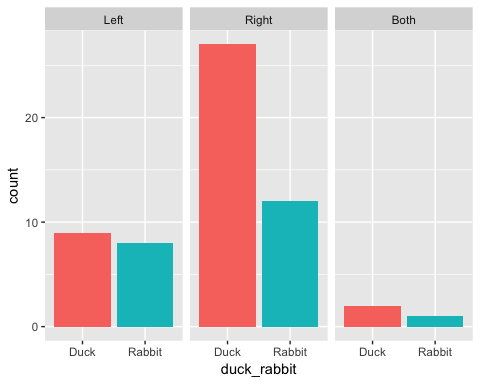 Left Right Both
count
20
10
0
Duck Rabbit Duck Rabbit Duck Rabbit
duck_rabbit